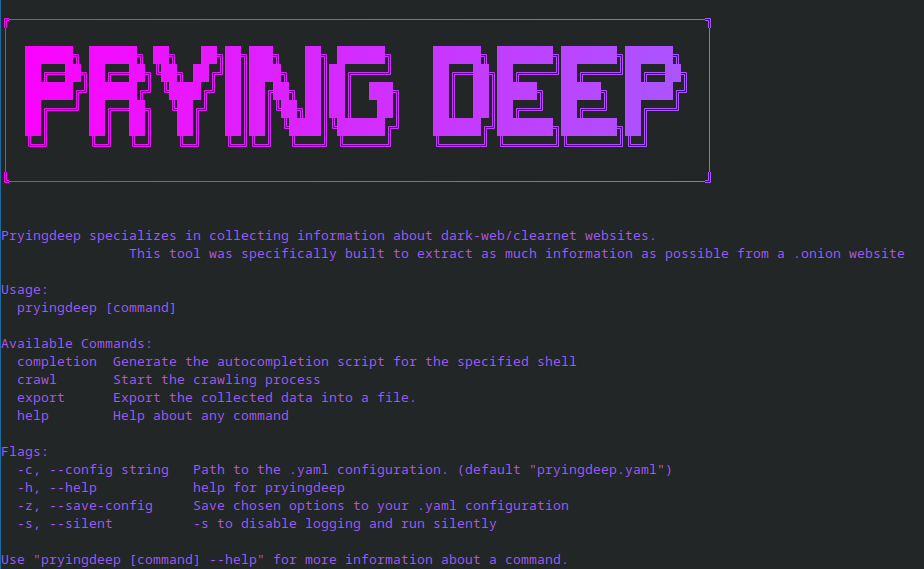 PRYING DEEP
Pryingdeep specializes in collecting information about dark-web/clearnet websites.
This tool was specifically built to extract as much information as possible from a .onion website
Usage:
pryingdeep [command]
Available Commands:
completion  Generate the autocompletion script for the specified shell
crawl       Start the crawling process
export      Export the collected data into a file.
help        Help about any command
Flags:
-c, --config string   Path to the .yaml configuration. (default "pryingdeep.yaml")
-h, --help            help for pryingdeep
-z, --save-config     Save chosen options to your .yaml configuration
-s, --silent          -s to disable logging and run silently
Use "pryingdeep [command] --help" for more information about a command.